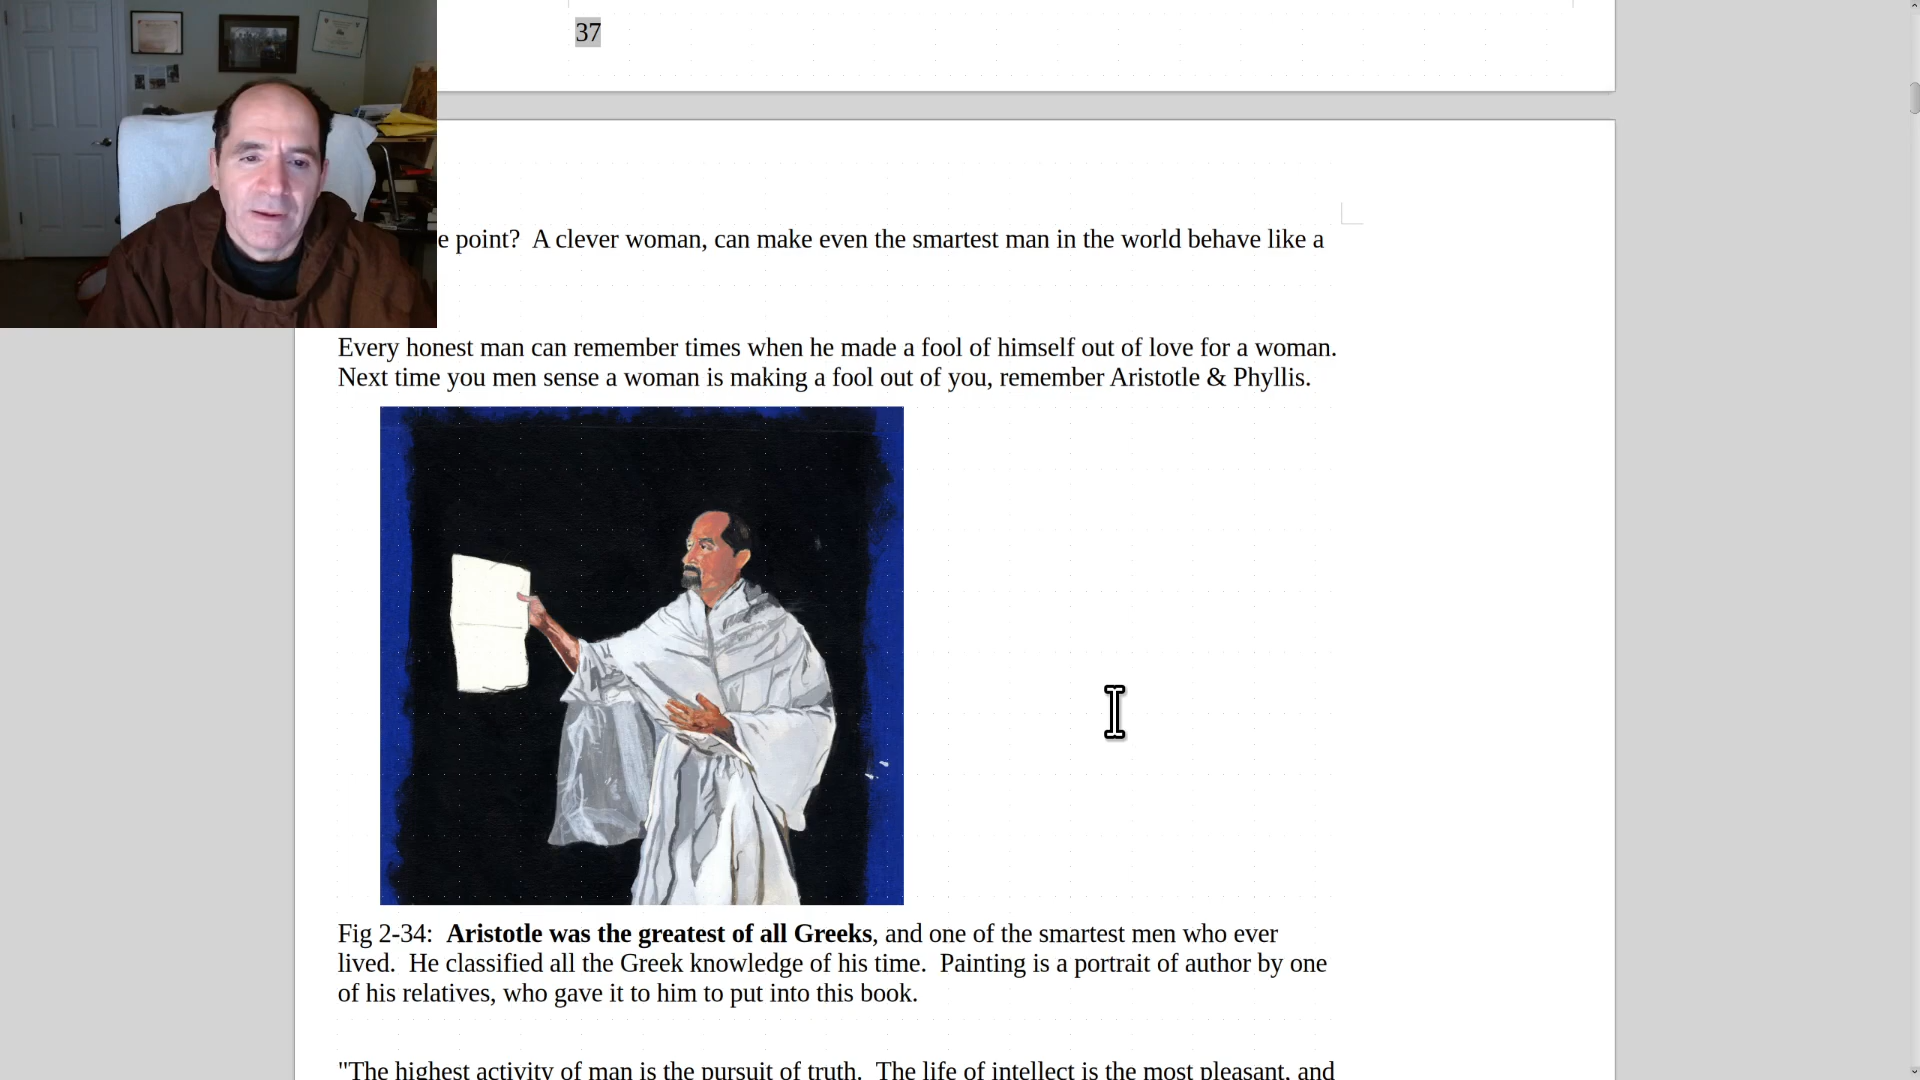 37
e point?  A clever woman, can make even the smartest man in the world behave like a
Every honest man can remember times when he made a fool of himself out of love for a woman.
Next time you men sense a woman is making a fool out of you, remember Aristotle & Phyllis.
Fig 2-34:  Aristotle was the greatest of all Greeks, and one of the smartest men who ever
lived.  He classified all the Greek knowledge of his time.  Painting is a portrait of author by one
of his relatives, who gave it to him to put into this book.
"The highest activity of man is the pursuit of truth.  The life of intellect is the most pleasant, and